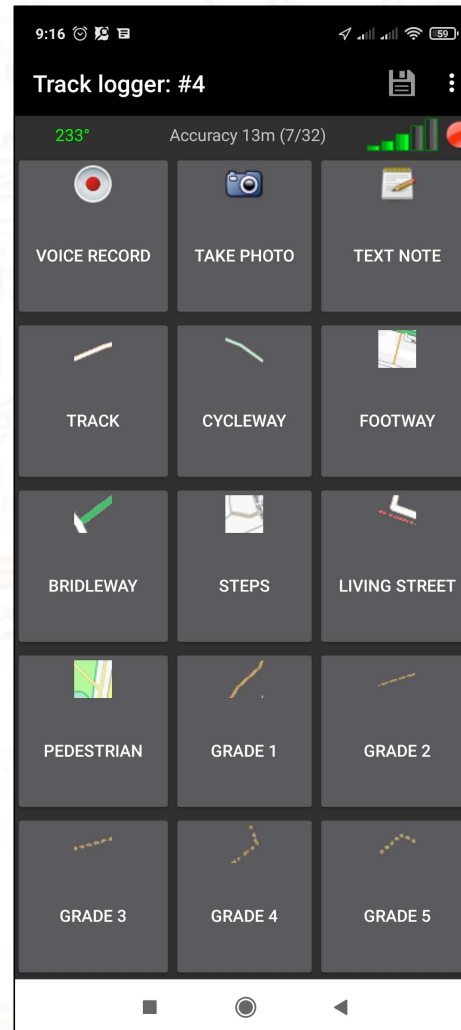 9:16 59
Track logger: #4
233° Accuracy 13m (7/32)
VOICE RECORD TAKE PHOTO TEXT NOTE
TRACK CYCLEWAY FOOTWAY
BRIDLEWAY STEPS LIVING STREET
PEDESTRIAN GRADE 1 GRADE 2
GRADE 3 GRADE 4 GRADE 5